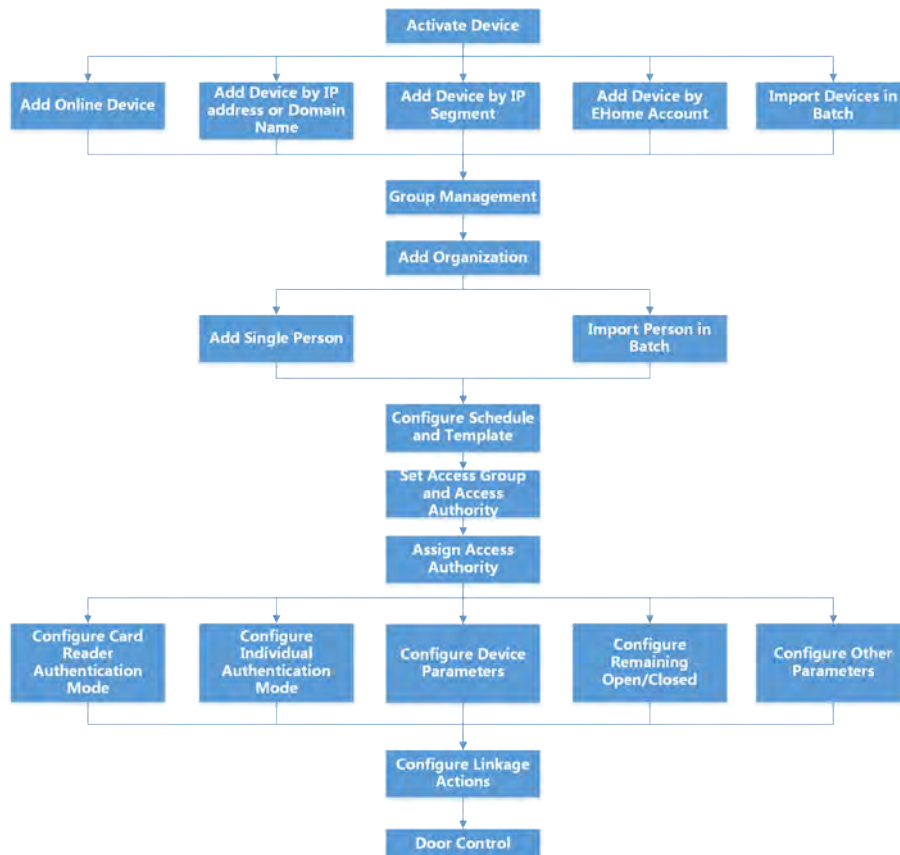 Activate Device
Add Online Device
Add Device by IP
address or Domain
Name
Add Device by IP
Segment
Add Device by
EHome Account
Import Devices in
Batch
Group Management
Add Organization
Add Single Person
Import Person in
Batch
Configure Schedule
and Template
Set Access Group
and Access
Authority
Assign Access
Authority
Configure Card
Reader
Authentication
Mode
Configure
Individual
Authentication
Mode
Configure Device
Parameters
Configure
Remaining
Open/Closed
Configure Other
Parameters
Configure Linkage
Actions
Door Control